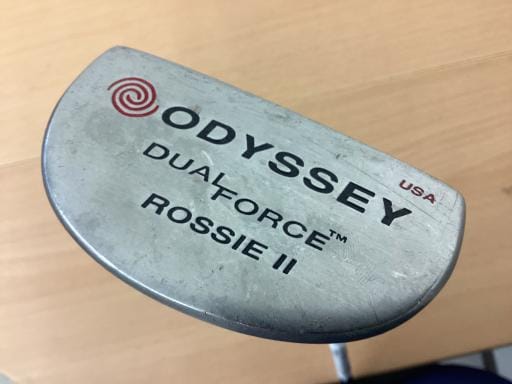 ODYSSEY
USA
DUAL FORCE™
ROSSIE II